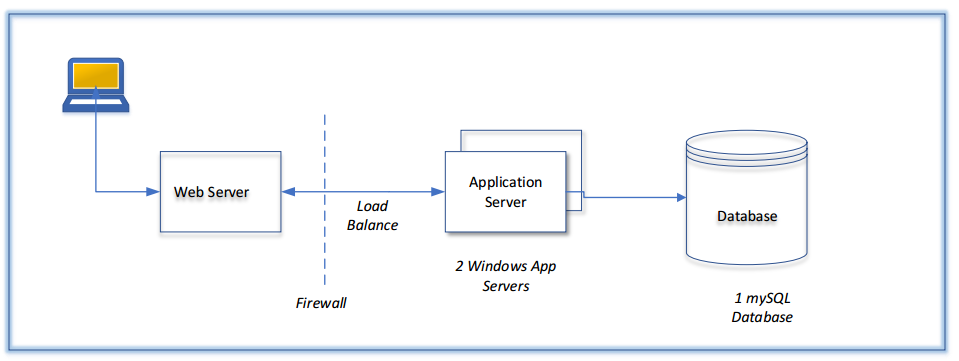 Web Server
Load
Balance
Firewall
Application
Server
2 Windows App
Servers
Database
1 mySQL
Database